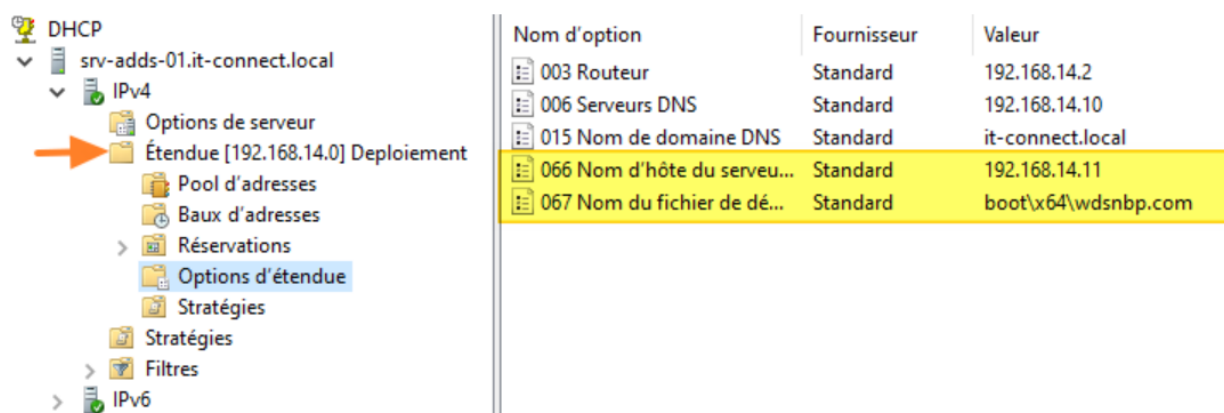 DHCP
srv-adds-01.it-connect.local
IPv4
Options de serveur
Étendue [192.168.14.0] Deploiement
Pool d'adresses
Baux d'adresses
Réservations
Options d'étendue
Stratégies
Stratégies
Filtres
IPv6
Nom d'option Fournisseur Valeur
003 Routeur Standard 192.168.14.2
006 Serveurs DNS Standard 192.168.14.10
015 Nom de domaine DNS Standard it-connect.local
066 Nom d'hôte du serveu... Standard 192.168.14.11
067 Nom du fichier de dé... Standard boot\x64\wdsnbp.com